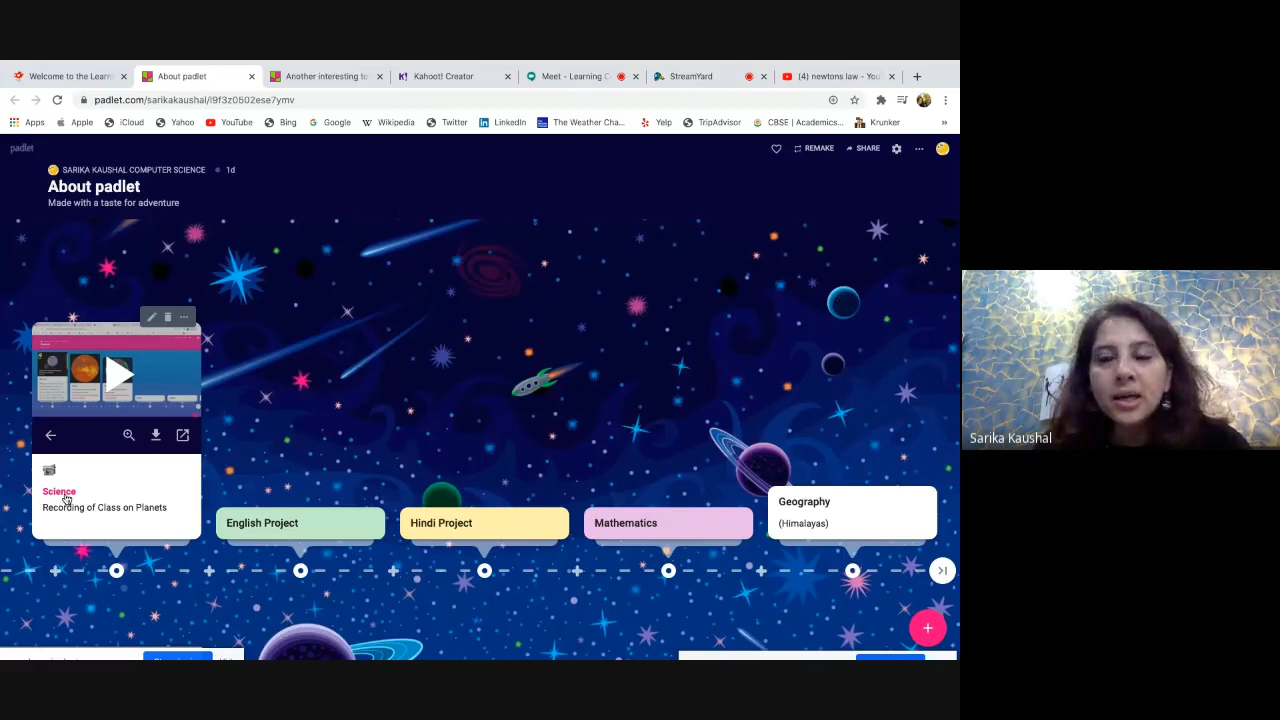 Welcome to the Learn
About padlet
Another interesting to
Kahoot! Creator
Meet - Learning C
StreamYard
(4) newtons law - You
padlet.com/sarikakaushal/l9f3z0502ese7ymv
Apps
Apple
iCloud
Yahoo
YouTube
Bing
Google
Wikipedia
Twitter
LinkedIn
The Weather Cha...
Yelp
TripAdvisor
CBSE | Academics...
Krunker
»
padlet
REMAKE
SHARE
SARIKA KAUSHAL COMPUTER SCIENCE
1d
About padlet
Made with a taste for adventure
Science
Recording of Class on Planets
English Project
Hindi Project
Mathematics
Geography
(Himalayas)
Sarika Kaushal